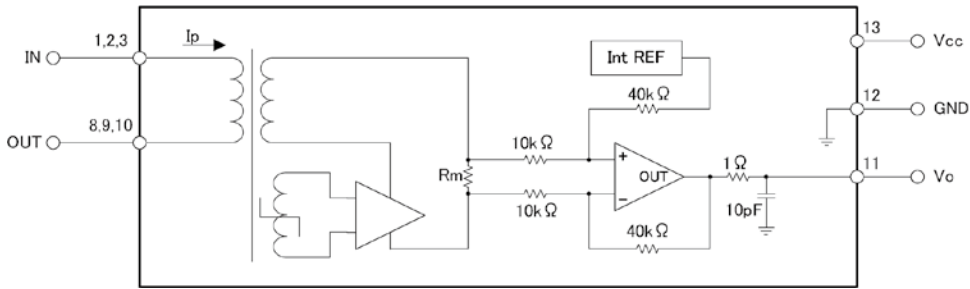 1,2,3
Ip
IN
OUT
8,9,10
Int REF
40kΩ
10kΩ
Rm
10kΩ
+
OUT
−
40kΩ
1Ω
10pF
13
Vcc
12
GND
11
Vo